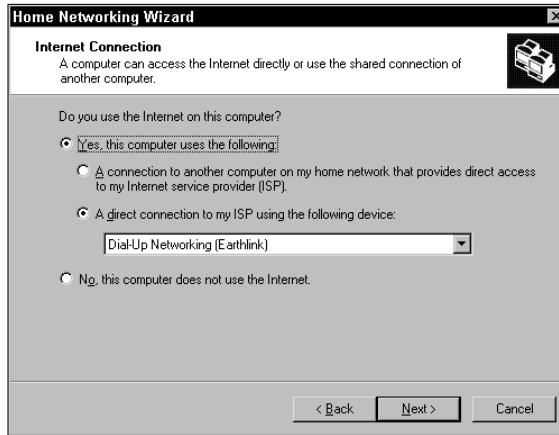 Home Networking Wizard
Internet Connection
A computer can access the Internet directly or use the shared connection of
another computer.
Do you use the Internet on this computer?
Yes, this computer uses the following:
A connection to another computer on my home network that provides direct access
to my Internet service provider (ISP).
A direct connection to my ISP using the following device:
Dial-Up Networking (Earthlink)
No, this computer does not use the Internet.
< Back
Next >
Cancel